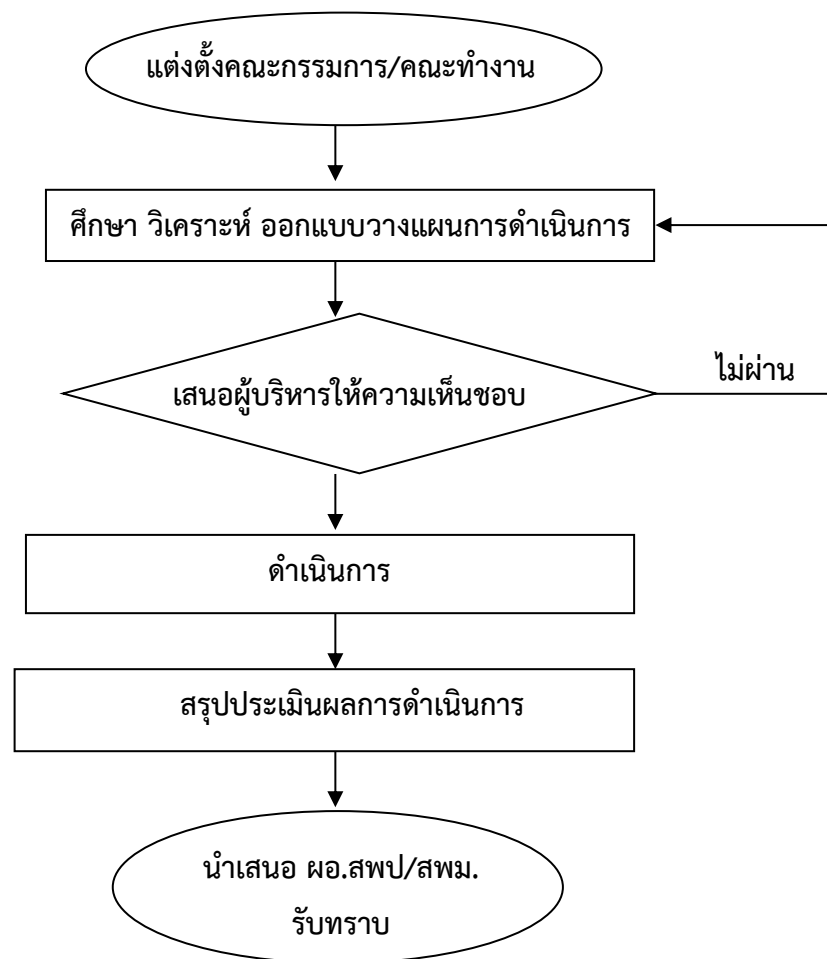 แต่งตั้งคณะกรรมการ/คณะทำงาน
ศึกษา วิเคราะห์ ออกแบบวางแผนการดำเนินการ
ไม่ผ่าน
เสนอผู้บริหารให้ความเห็นชอบ
ดำเนินการ
สรุปประเมินผลการดำเนินการ
นำเสนอ ผอ.สพป/สพม.
รับทราบ